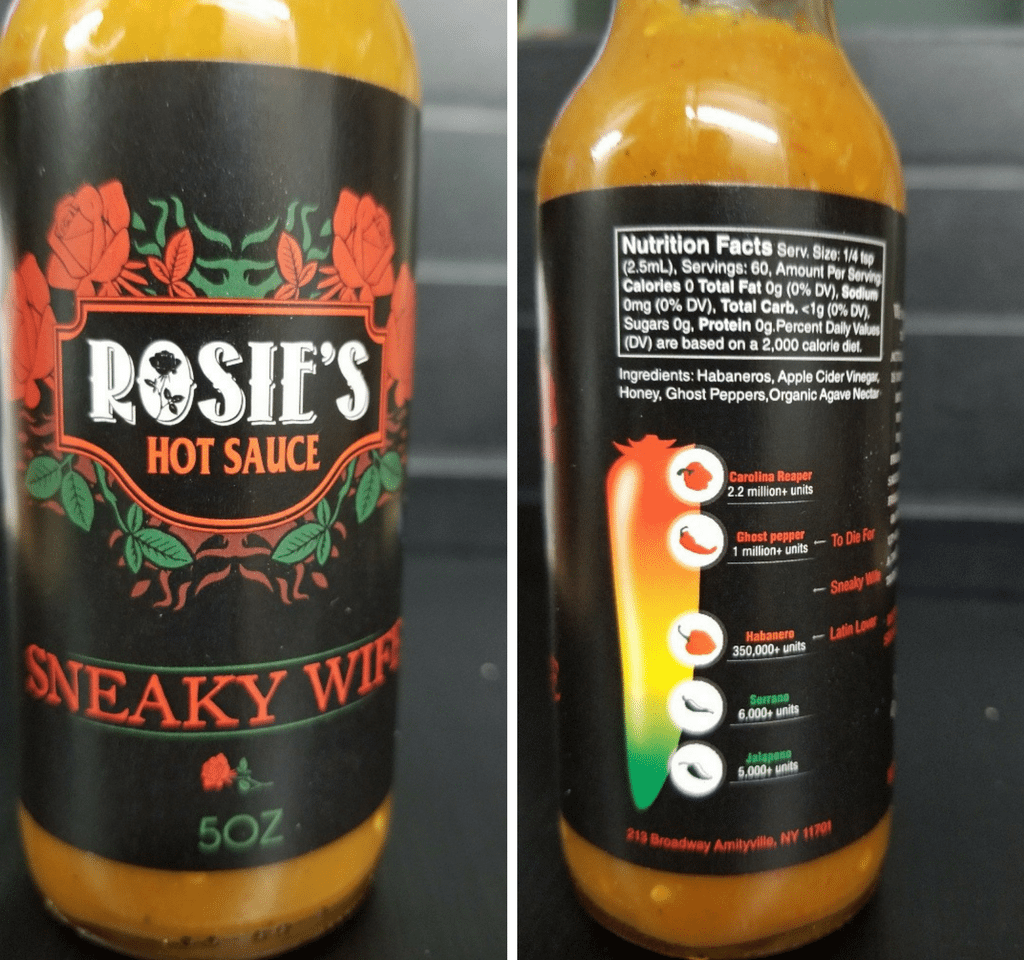 ROSIE'S
HOT SAUCE
SNEAKY WIFE
5OZ
Nutrition Facts Serv. Size: 1/4 tsp
(2.5mL), Servings: 60, Amount Per Serving
Calories 0 Total Fat 0g (0% DV), Sodium
0mg (0% DV), Total Carb. <1g (0% DV),
Sugars 0g, Protein 0g.Percent Daily Values
(DV) are based on a 2,000 calorie diet.
Ingredients: Habaneros, Apple Cider Vinegar,
Honey, Ghost Peppers,Organic Agave Nectar
Carolina Reaper
2.2 million+ units
Ghost pepper
1 million+ units
To Die For
Sneaky Wife
Habanero
350,000+ units
Latin Lover
Serrano
6,000+ units
Jalapeno
5,000+ units
213 Broadway Amityville, NY 11701